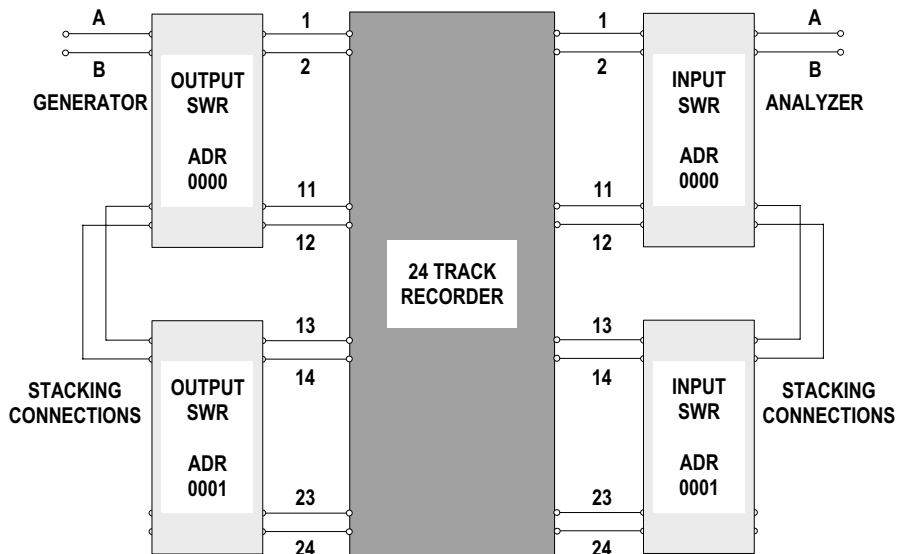 A
1
1
A
B
2
2
B
GENERATOR
OUTPUT
SWR
ADR
0000
INPUT
SWR
ADR
0000
ANALYZER
11
12
11
12
24 TRACK
RECORDER
13
14
13
14
STACKING
CONNECTIONS
OUTPUT
SWR
ADR
0001
INPUT
SWR
ADR
0001
STACKING
CONNECTIONS
23
24
23
24